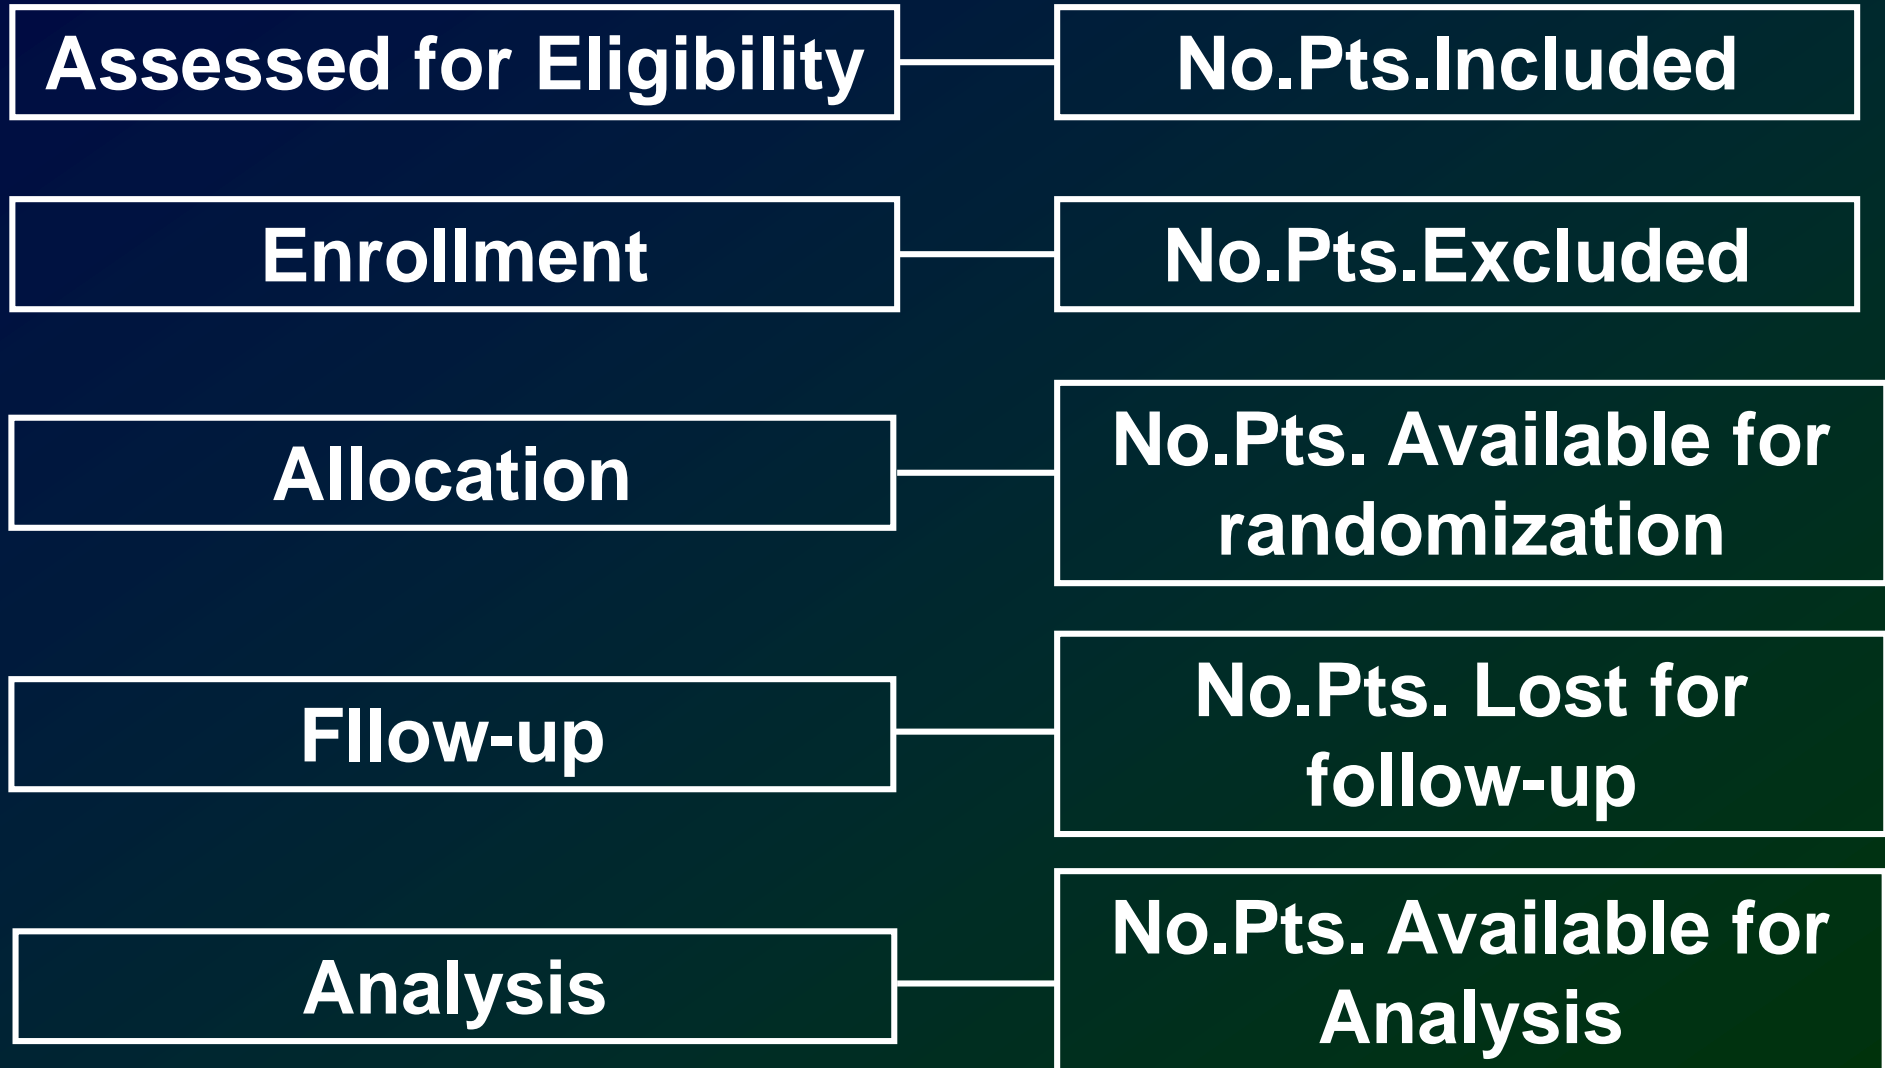 Assessed for Eligibility
No.Pts.Included
Enrollment
No.Pts.Excluded
Allocation
No.Pts. Available for
randomization
Fllow-up
No.Pts. Lost for
follow-up
Analysis
No.Pts. Available for
Analysis